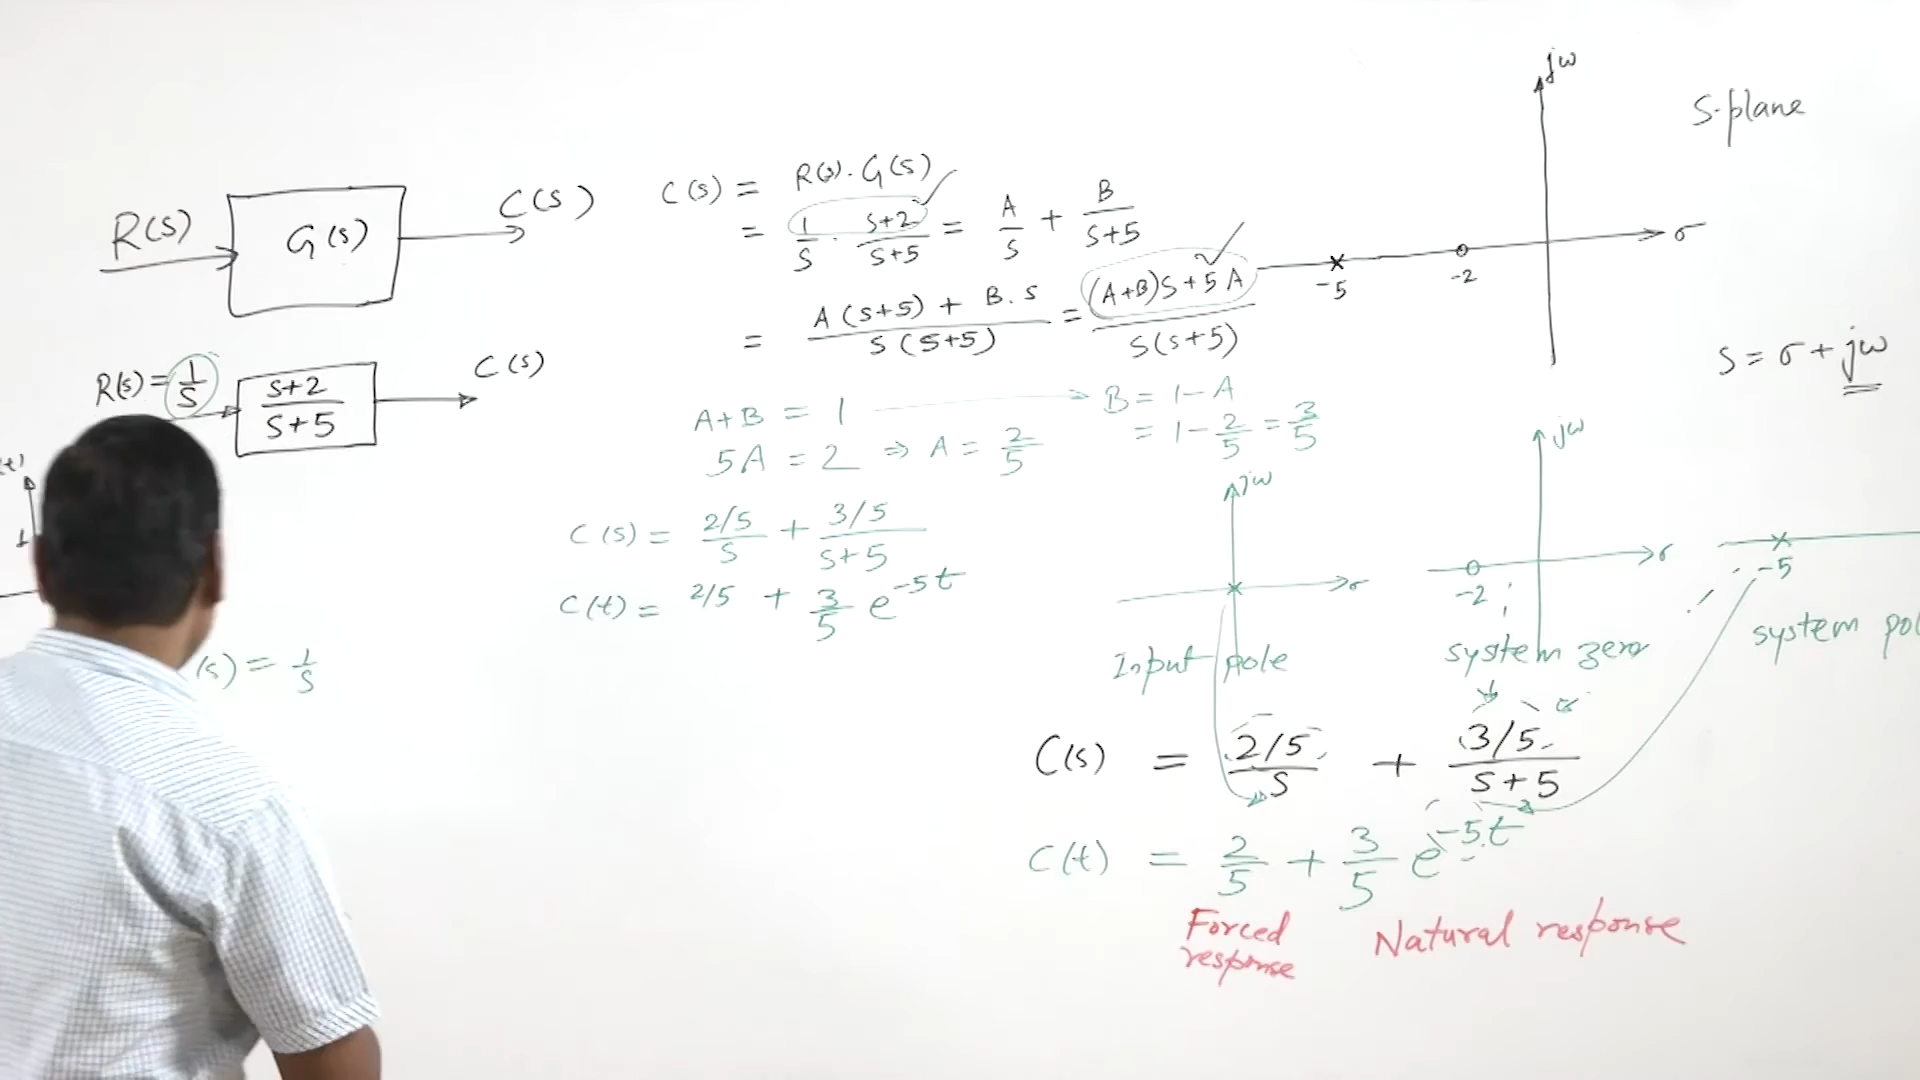 R(s) G(s) C(s)
R(s) = 1/s
s+2/s+5
C(s)
1
(s) = 1/s
C(s) = R(s). G(s)
= 1/s . s+2/s+5 = A/s + B/s+5
= A(s+5) + B.s / s(s+5) = (A+B)s+5A / s(s+5)
A+B = 1 → B = 1-A
= 1-2/5 = 3/5
5A = 2 ⇒ A = 2/5
C(s) = 2/5/s + 3/5/s+5
C(t) = 2/5 + 3/5 e^-5t
jω
S-plane
σ
-5 -2
S = σ + jω
jω
σ
Input pole
jω
σ
-2
system zero
-5
system pol
C(s) = 2/5/s + 3/5/s+5
C(t) = 2/5 + 3/5 e^-5t
Forced
response
Natural response